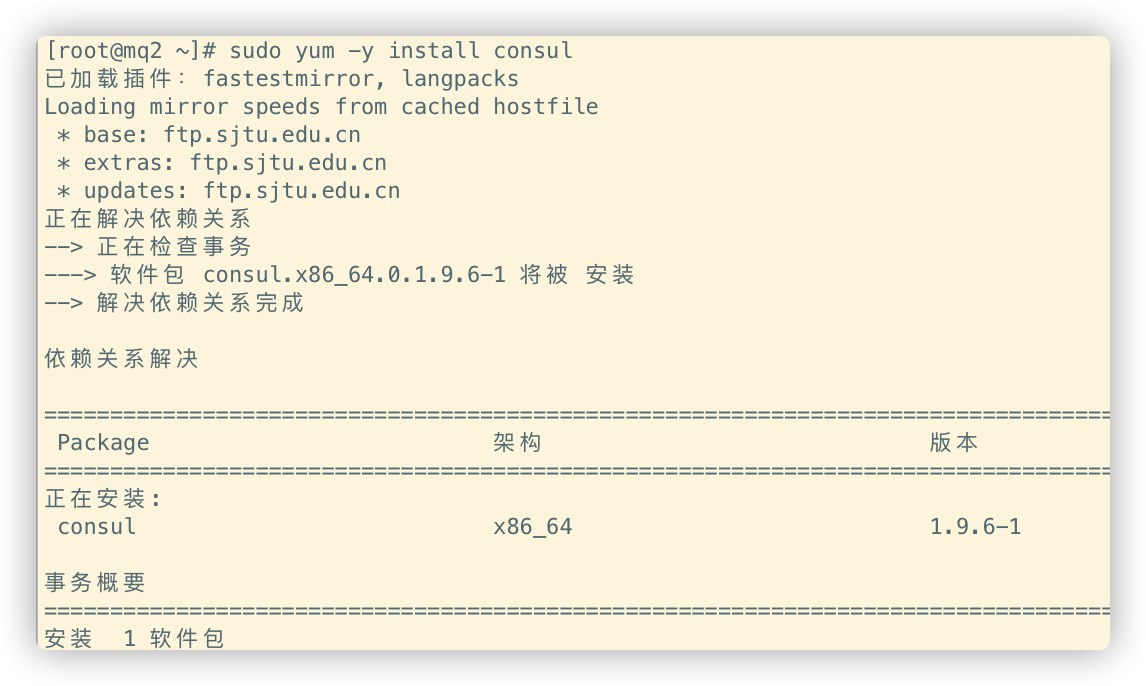 [root@mq2 ~]# sudo yum -y install consul
已加载插件：fastestmirror, langpacks
Loading mirror speeds from cached hostfile
 * base: ftp.sjtu.edu.cn
 * extras: ftp.sjtu.edu.cn
 * updates: ftp.sjtu.edu.cn
正在解决依赖关系
--> 正在检查事务
---> 软件包 consul.x86_64.0.1.9.6-1 将被 安装
--> 解决依赖关系完成
依赖关系解决
================================================================================
 Package 架构 版本
================================================================================
正在安装:
 consul x86_64 1.9.6-1
事务概要
================================================================================
安装  1 软件包